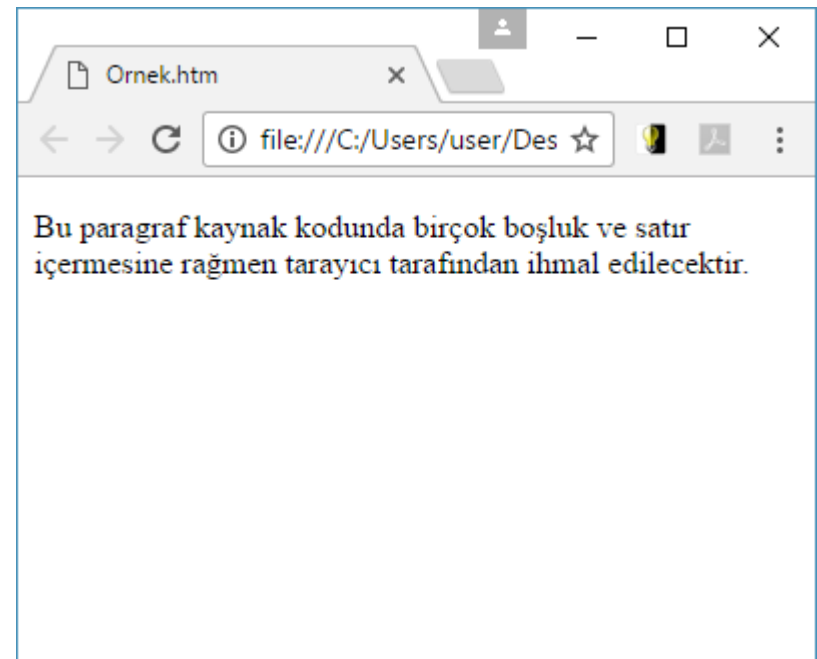 Ornek.htm
file:///C:/Users/user/Des
Bu paragraf kaynak kodunda birçok boşluk ve satır
içermesine rağmen tarayıcı tarafından ihmal edilecektir.